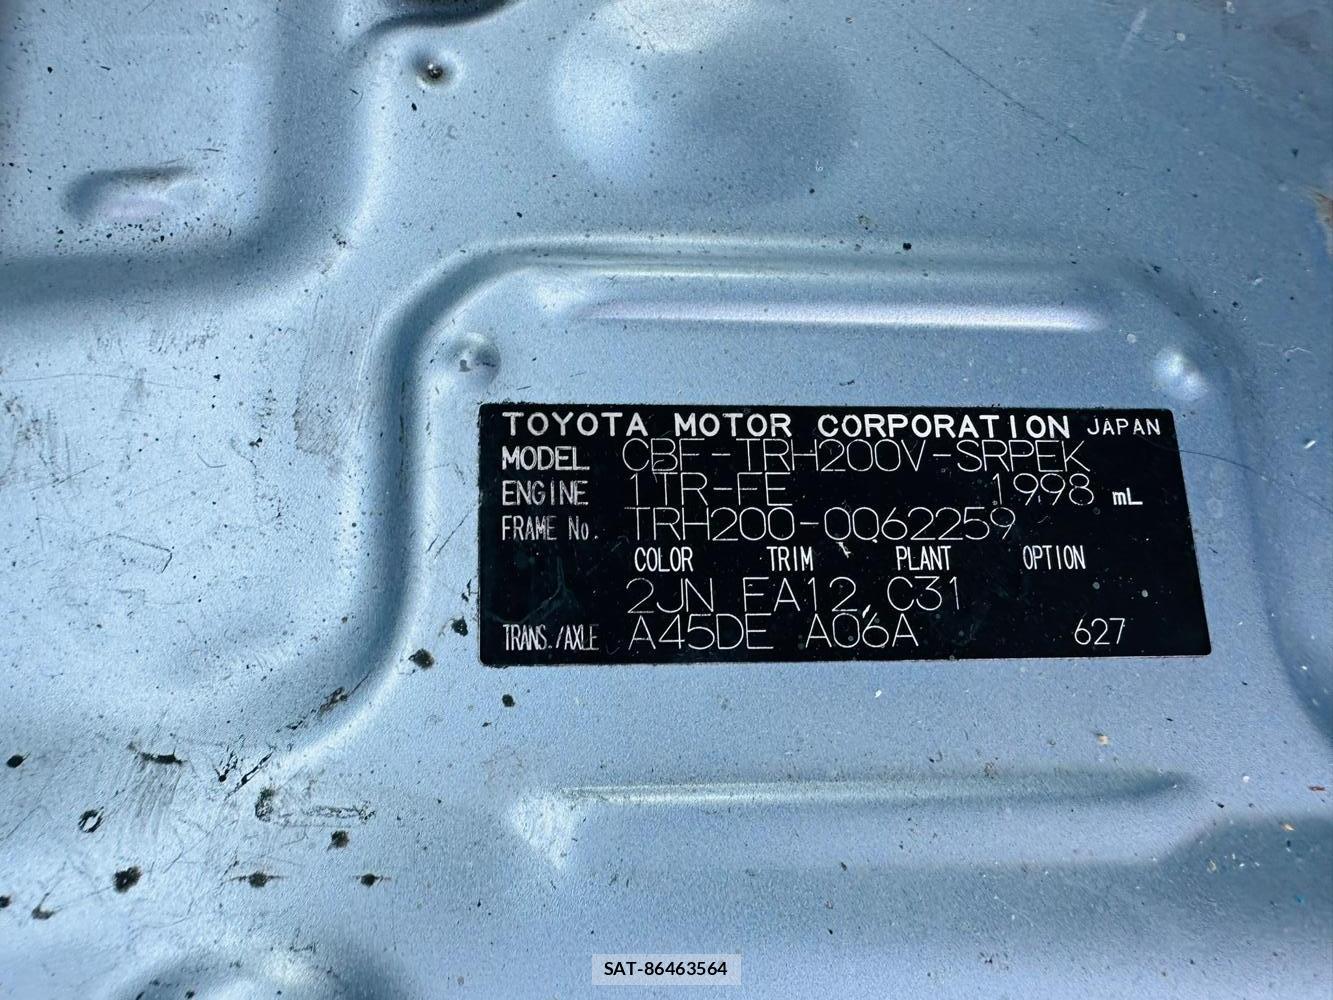 TOYOTA MOTOR CORPORATION JAPAN
MODEL CBF-TRH200V-SRPEK
ENGINE 1TR-FE 1998 mL
FRAME No. TRH200-0062259
COLOR TRIM PLANT OPTION
2JN FA12 C31
TRANS./AXLE A45DE A06A 627
SAT-86463564